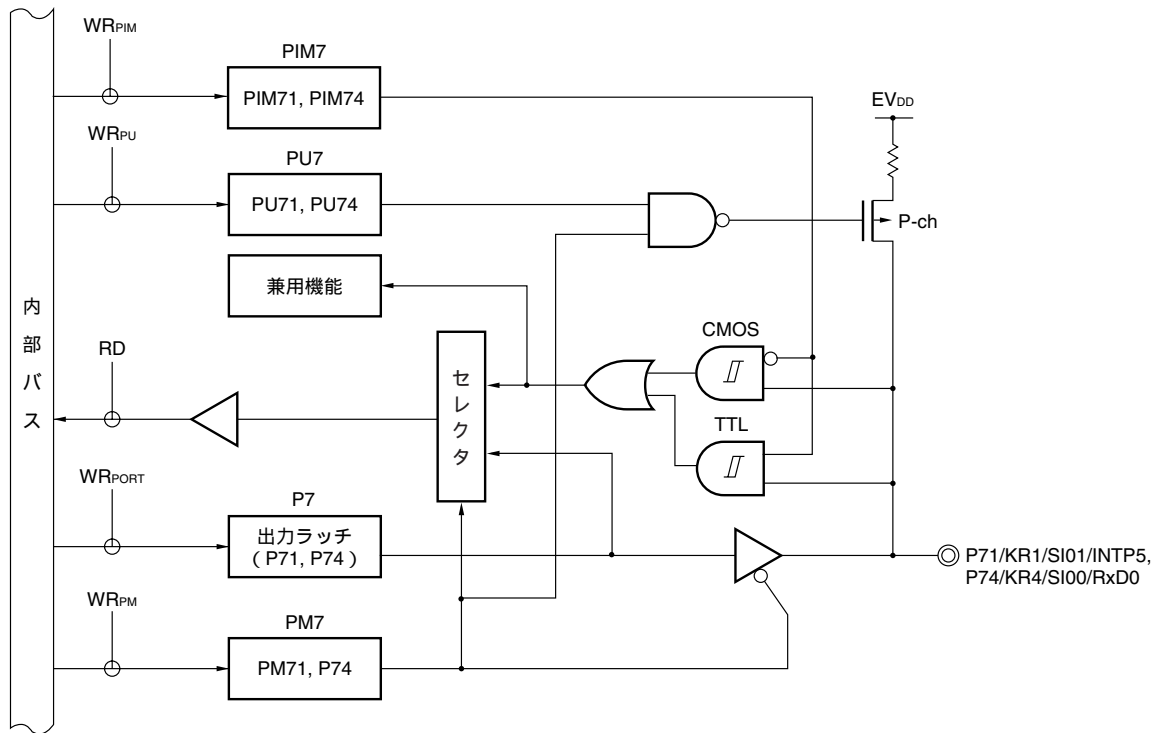 WRPIM
PIM7
PIM71, PIM74
EVDD
WRPU
PU7
PU71, PU74
P-ch
兼用機能
内部バス
RD
セレクタ
CMOS
TTL
WRPORT
P7
出力ラッチ
（P71, P74）
P71/KR1/SI01/INTP5,
P74/KR4/SI00/RxD0
WRPM
PM7
PM71, P74